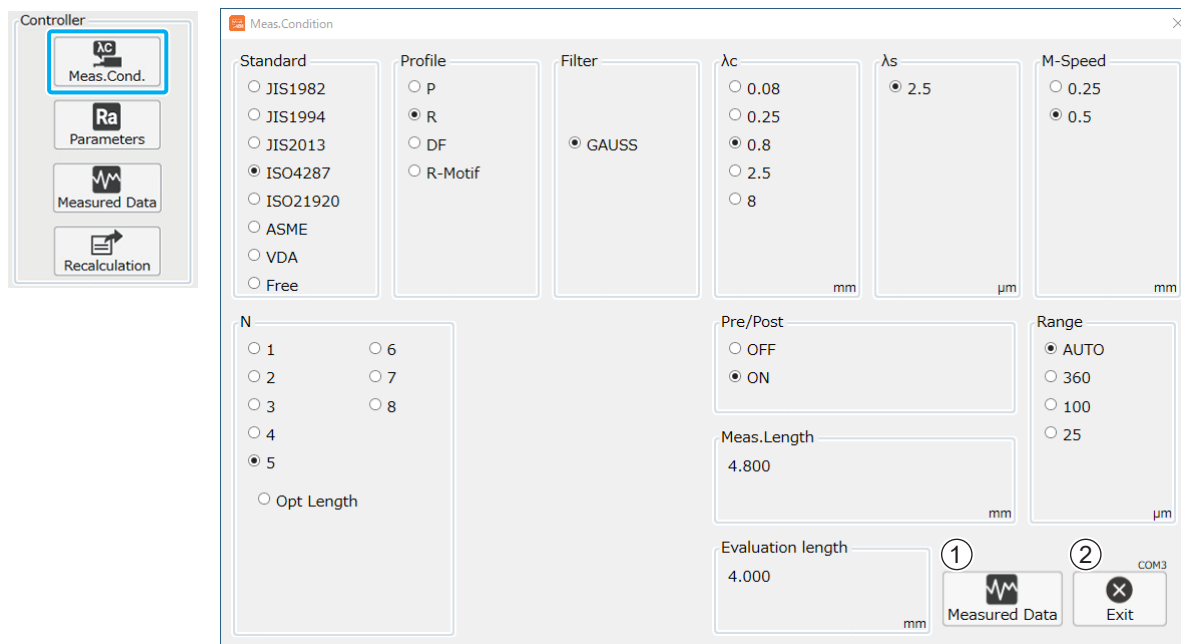 Controller
λc
Meas.Cond.
Ra
Parameters
Measured Data
Recalculation
Meas.Condition
Standard
JIS1982
JIS1994
JIS2013
ISO4287
ISO21920
ASME
VDA
Free
Profile
P
R
DF
R-Motif
Filter
GAUSS
λc
0.08
0.25
0.8
2.5
8
mm
λs
2.5
µm
M-Speed
0.25
0.5
mm
N
1
2
3
4
5
6
7
8
Opt Length
Pre/Post
OFF
ON
Meas.Length
4.800
mm
Evaluation length
4.000
mm
Range
AUTO
360
100
25
µm
1
Measured Data
2
COM3
Exit